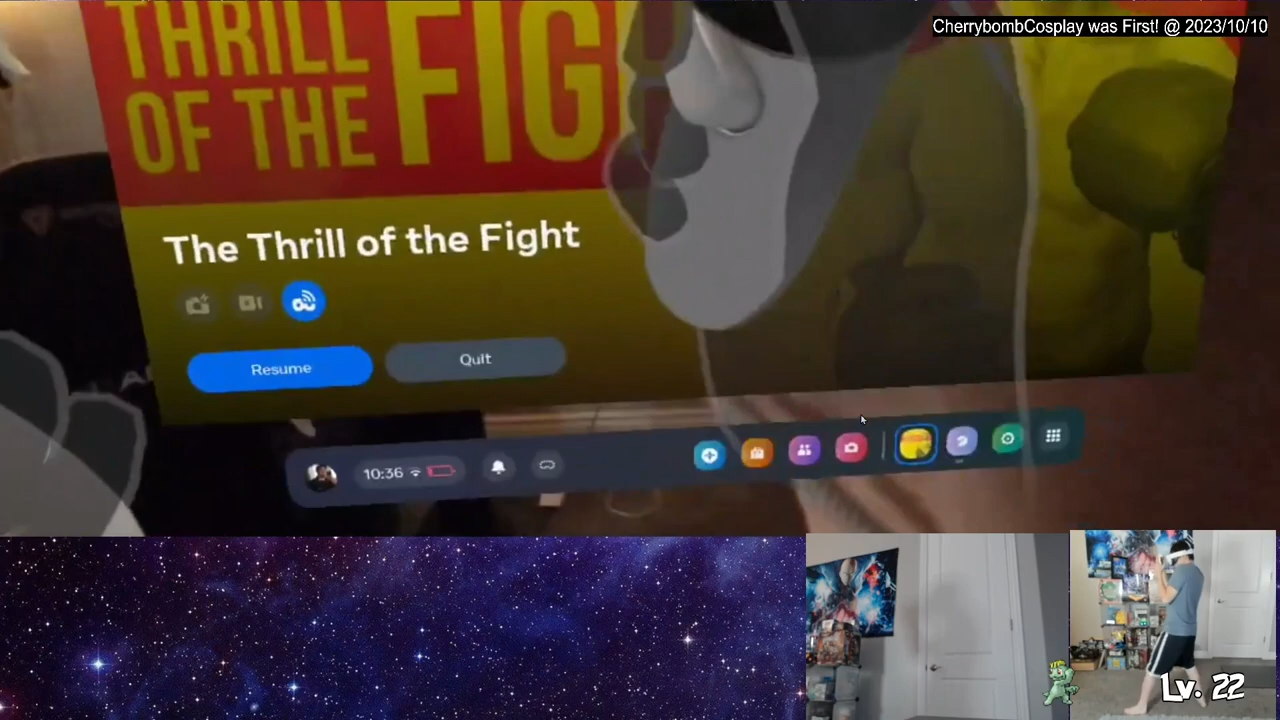 CherrybombCosplay was First! @ 2023/10/10
THRILL
OF THE
FIG
The Thrill of the Fight
Resume
Quit
10:36
Lv. 22